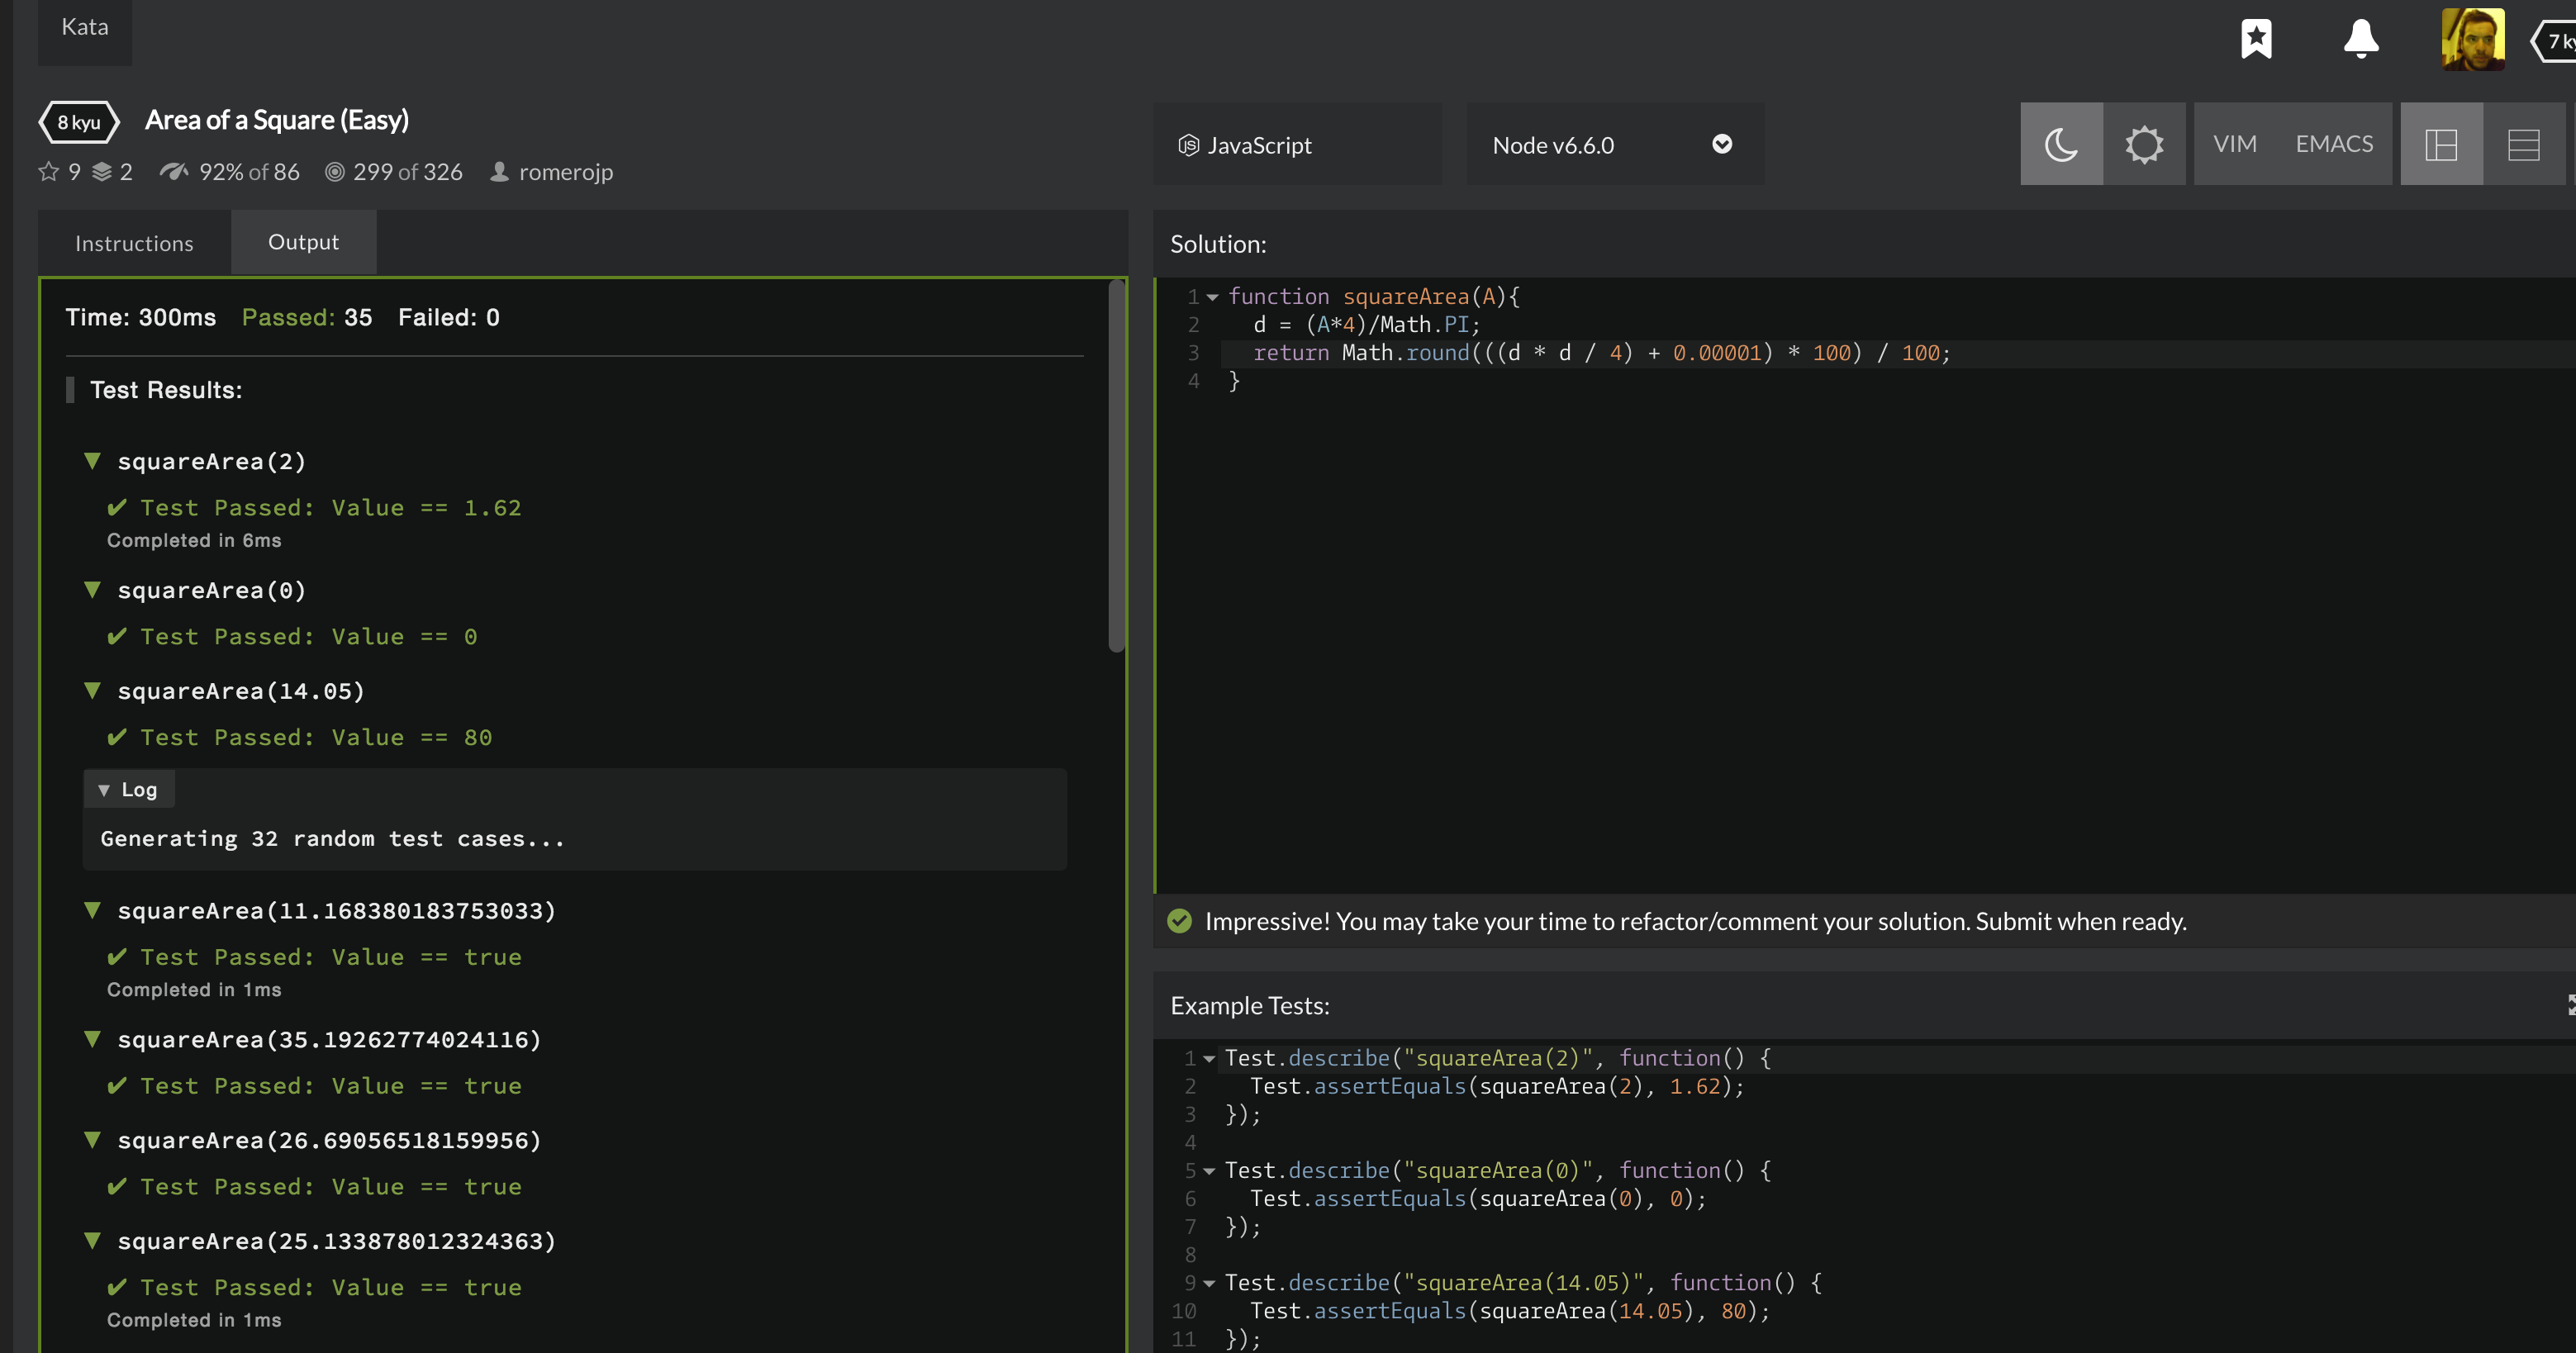 Kata
7 ky
8 kyu Area of a Square (Easy)
9 2 92% of 86 299 of 326 romerojp
JavaScript
Node v6.6.0
VIM EMACS
Instructions Output
Time: 300ms Passed: 35 Failed: 0
Test Results:
squareArea(2)
✔ Test Passed: Value == 1.62
Completed in 6ms
squareArea(0)
✔ Test Passed: Value == 0
squareArea(14.05)
✔ Test Passed: Value == 80
▼ Log
Generating 32 random test cases...
squareArea(11.168380183753033)
✔ Test Passed: Value == true
Completed in 1ms
squareArea(35.19262774024116)
✔ Test Passed: Value == true
squareArea(26.69056518159956)
✔ Test Passed: Value == true
squareArea(25.133878012324363)
✔ Test Passed: Value == true
Completed in 1ms
Solution:
1 function squareArea(A){
2 d = (A*4)/Math.PI;
3 return Math.round(((d * d / 4) + 0.00001) * 100) / 100;
4 }
Impressive! You may take your time to refactor/comment your solution. Submit when ready.
Example Tests:
1 Test.describe("squareArea(2)", function() {
2 Test.assertEquals(squareArea(2), 1.62);
3 });
4
5 Test.describe("squareArea(0)", function() {
6 Test.assertEquals(squareArea(0), 0);
7 });
8
9 Test.describe("squareArea(14.05)", function() {
10 Test.assertEquals(squareArea(14.05), 80);
11 });